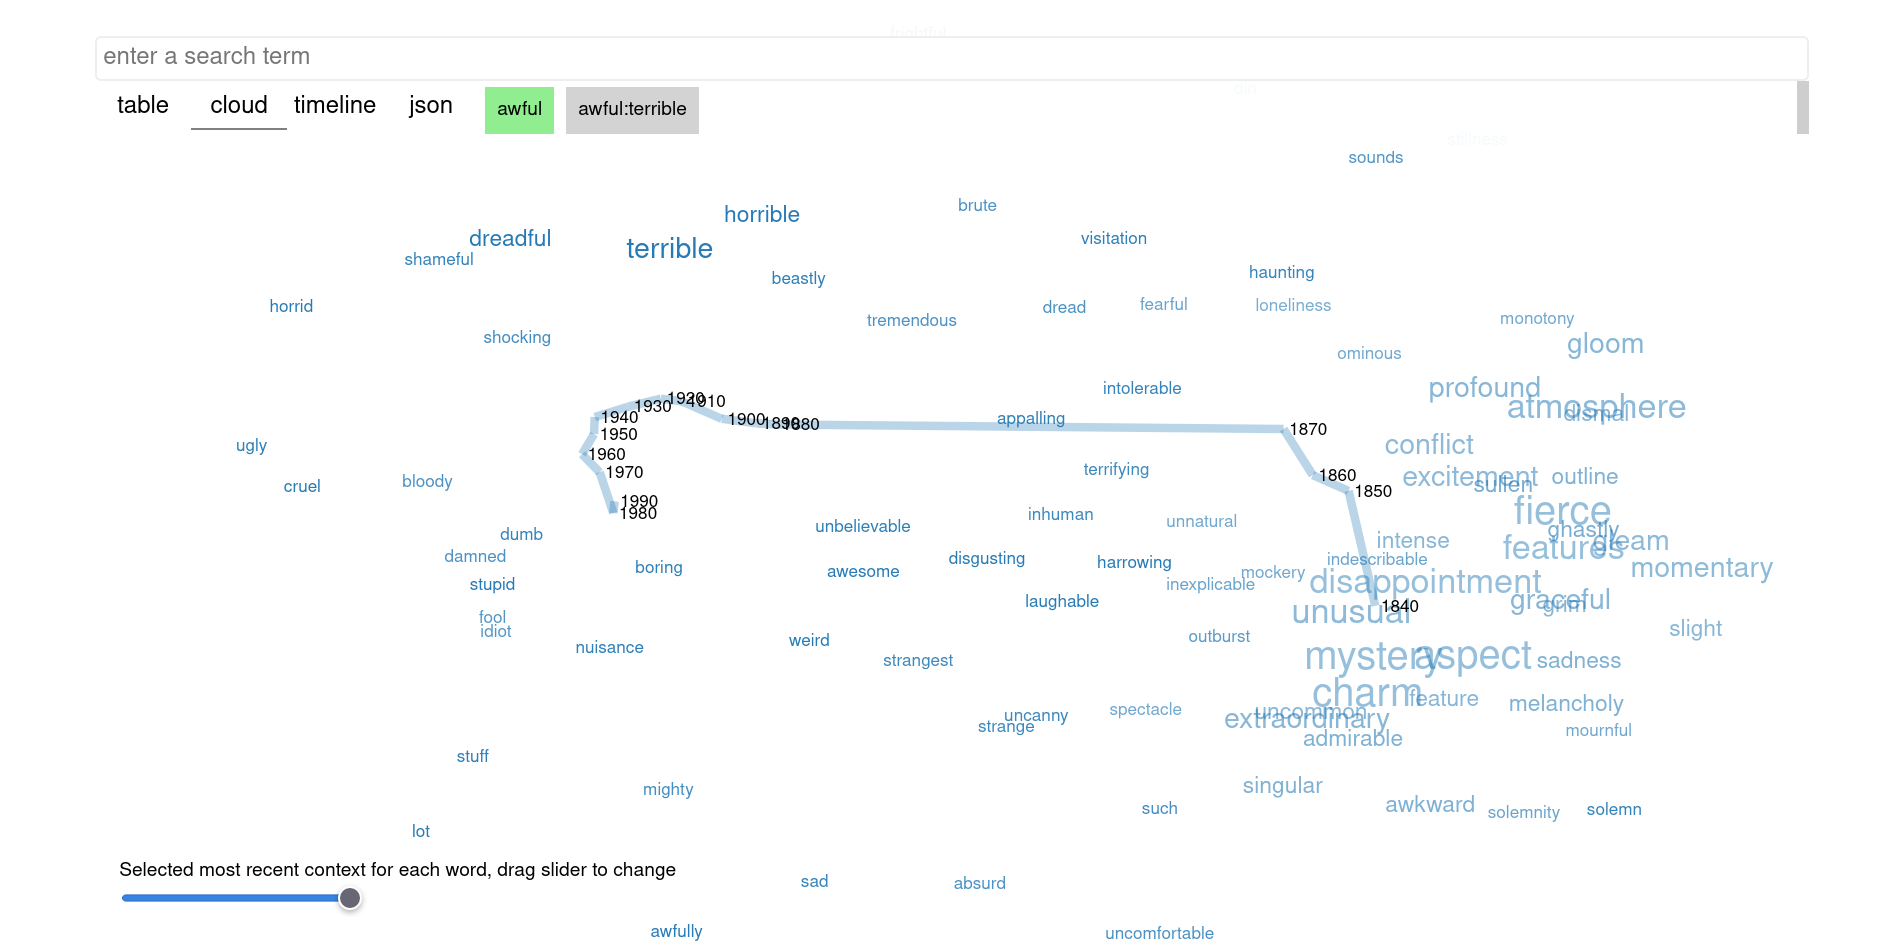 frightful
enter a search term
din
table cloud timeline json awful awful:terrible
stillness
sounds
brute
horrible
dreadful
visitation
terrible
shameful
haunting
beastly
fearful
loneliness
horrid
dread
monotony
tremendous
shocking
gloom
ominous
profound
intolerable
1920
1910
1930
atmosphere
dismal
1940
appalling
1900
1890
1880
1870
1950
conflict
ugly
1960
terrifying
1970
1860
excitement
outline
bloody
sullen
cruel
1850
1990
1980
fierce
inhuman
unnatural
unbelievable
ghastly
dumb
intense
gleam
features
damned
disgusting
indescribable
harrowing
boring
awesome
mockery
momentary
stupid
inexplicable
disappointment
laughable
graceful
grim
1840
unusual
fool
idiot
slight
outburst
weird
nuisance
mystery
aspect
strangest
sadness
charm
feature
melancholy
spectacle
uncommon
uncanny
extraordinary
strange
mournful
admirable
stuff
singular
mighty
awkward
such
solemnity
solemn
lot
Selected most recent context for each word, drag slider to change
sad
absurd
awfully
uncomfortable